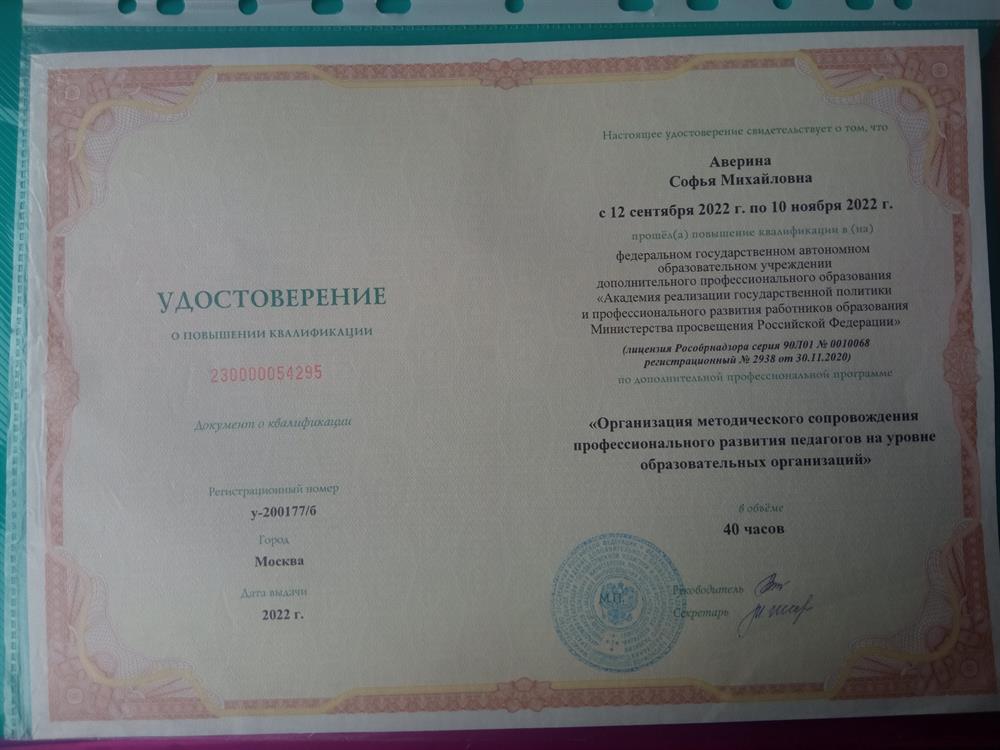 УДОСТОВЕРЕНИЕ
О ПОВЫШЕНИИ КВАЛИФИКАЦИИ
230000054295
Документ о квалификации
Регистрационный номер
у-200177/б
Город
Москва
Дата выдачи
2022 г.
Настоящее удостоверение свидетельствует о том, что
Аверина
Софья Михайловна
с 12 сентября 2022 г. по 10 ноября 2022 г.
прошёл(а) повышение квалификации в (на)
федеральном государственном автономном
образовательном учреждении
дополнительного профессионального образования
«Академия реализации государственной политики
и профессионального развития работников образования
Министерства просвещения Российской Федерации»
(лицензия Рособрнадзора серия 90Л01 № 0010068
регистрационный № 2938 от 30.11.2020)
по дополнительной профессиональной программе
«Организация методического сопровождения
профессионального развития педагогов на уровне
образовательных организаций»
в объёме
40 часов
М.П.
Руководитель
Секретарь